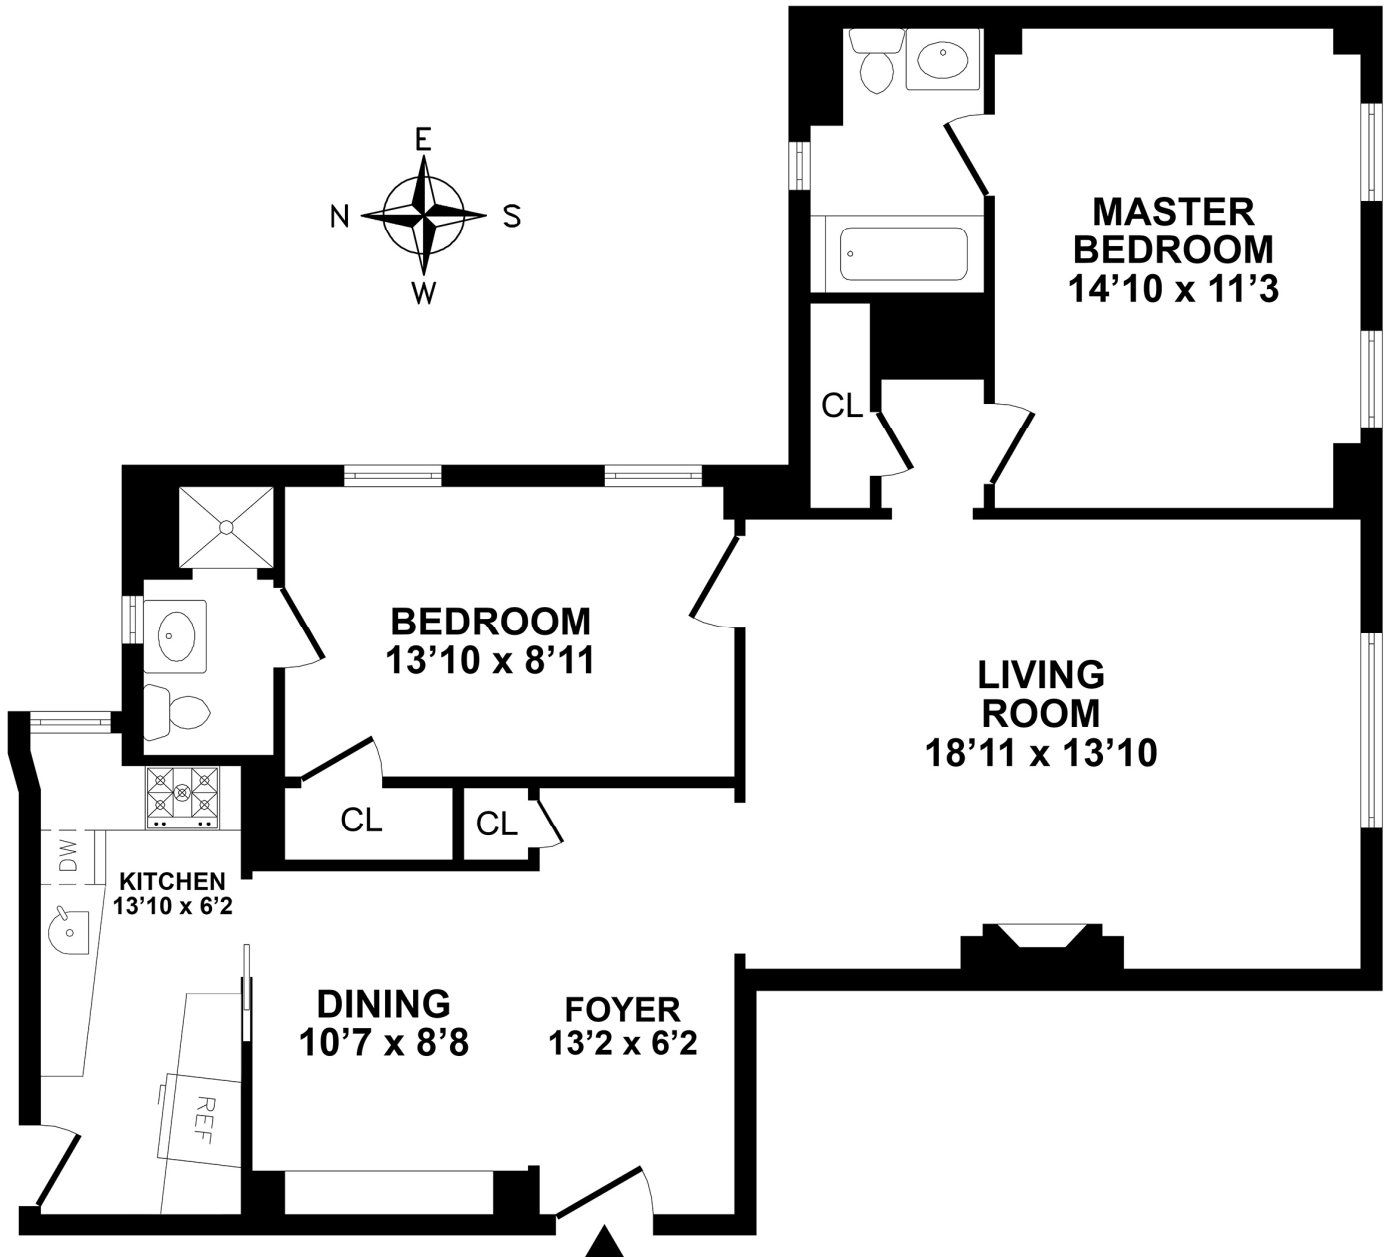 E
N
S
W
MASTER
BEDROOM
14’10 x 11’3
CL
BEDROOM
13’10 x 8’11
LIVING
ROOM
18’11 x 13’10
CL
CL
DW
KITCHEN
13’10 x 6’2
DINING
10’7 x 8’8
FOYER
13’2 x 6’2
REF